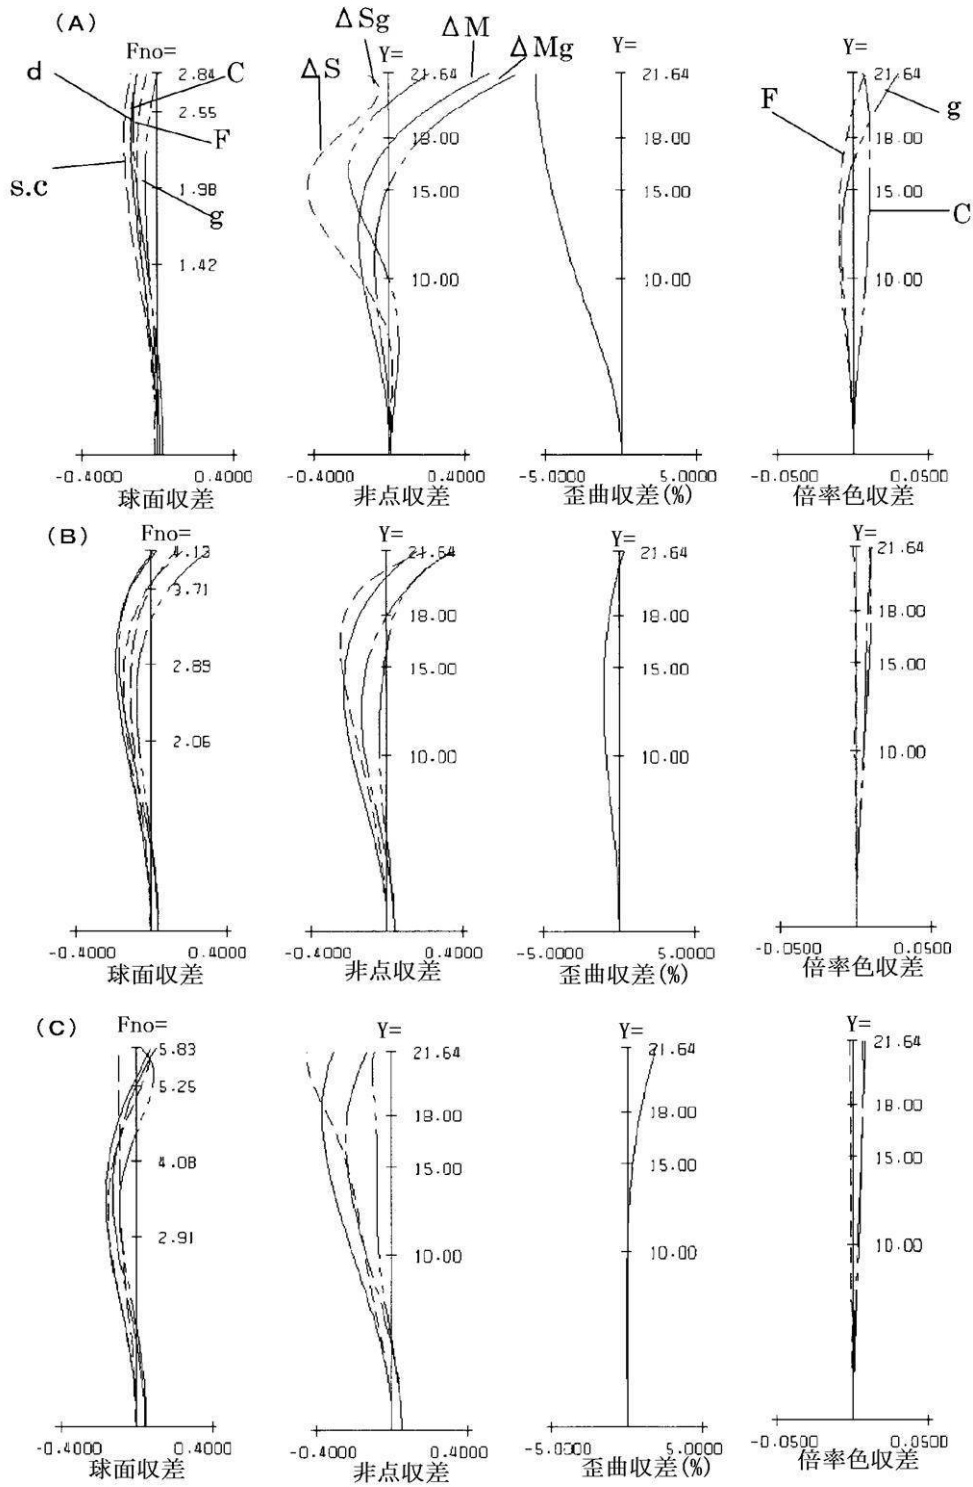 (A)
Fno=
2.84
2.55
1.98
1.42
d
C
F
s.c
g
-0.4000 0.4000
球面収差
ΔSg
ΔM
ΔS
ΔMg
Y=
21.64
18.00
15.00
10.00
-0.4000 0.4000
非点収差
Y=
21.64
18.00
15.00
10.00
-5.0000 5.0000
歪曲収差(%)
Y=
21.64
18.00
15.00
10.00
F
g
C
-0.0500 0.0500
倍率色収差
(B)
Fno=
4.13
3.71
2.89
2.06
-0.4000 0.4000
球面収差
Y=
21.64
18.00
15.00
10.00
-0.4000 0.4000
非点収差
Y=
21.64
18.00
15.00
10.00
-5.0000 5.0000
歪曲収差(%)
Y=
21.64
18.00
15.00
10.00
-0.0500 0.0500
倍率色収差
(C)
Fno=
5.83
5.25
4.08
2.91
-0.4000 0.4000
球面収差
Y=
21.64
18.00
15.00
10.00
-0.4000 0.4000
非点収差
Y=
21.64
18.00
15.00
10.00
-5.0000 5.0000
歪曲収差(%)
Y=
21.64
18.00
15.00
10.00
-0.0500 0.0500
倍率色収差